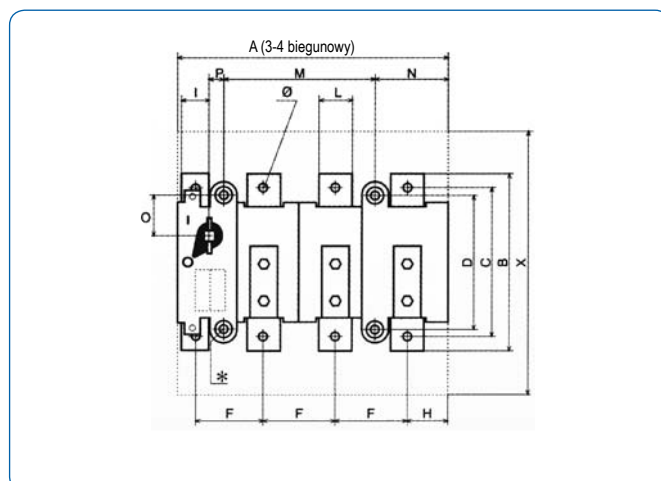 A (3-4 biegunowy)
P M N
I Ø L
O I D C B X
O
*
F F F H